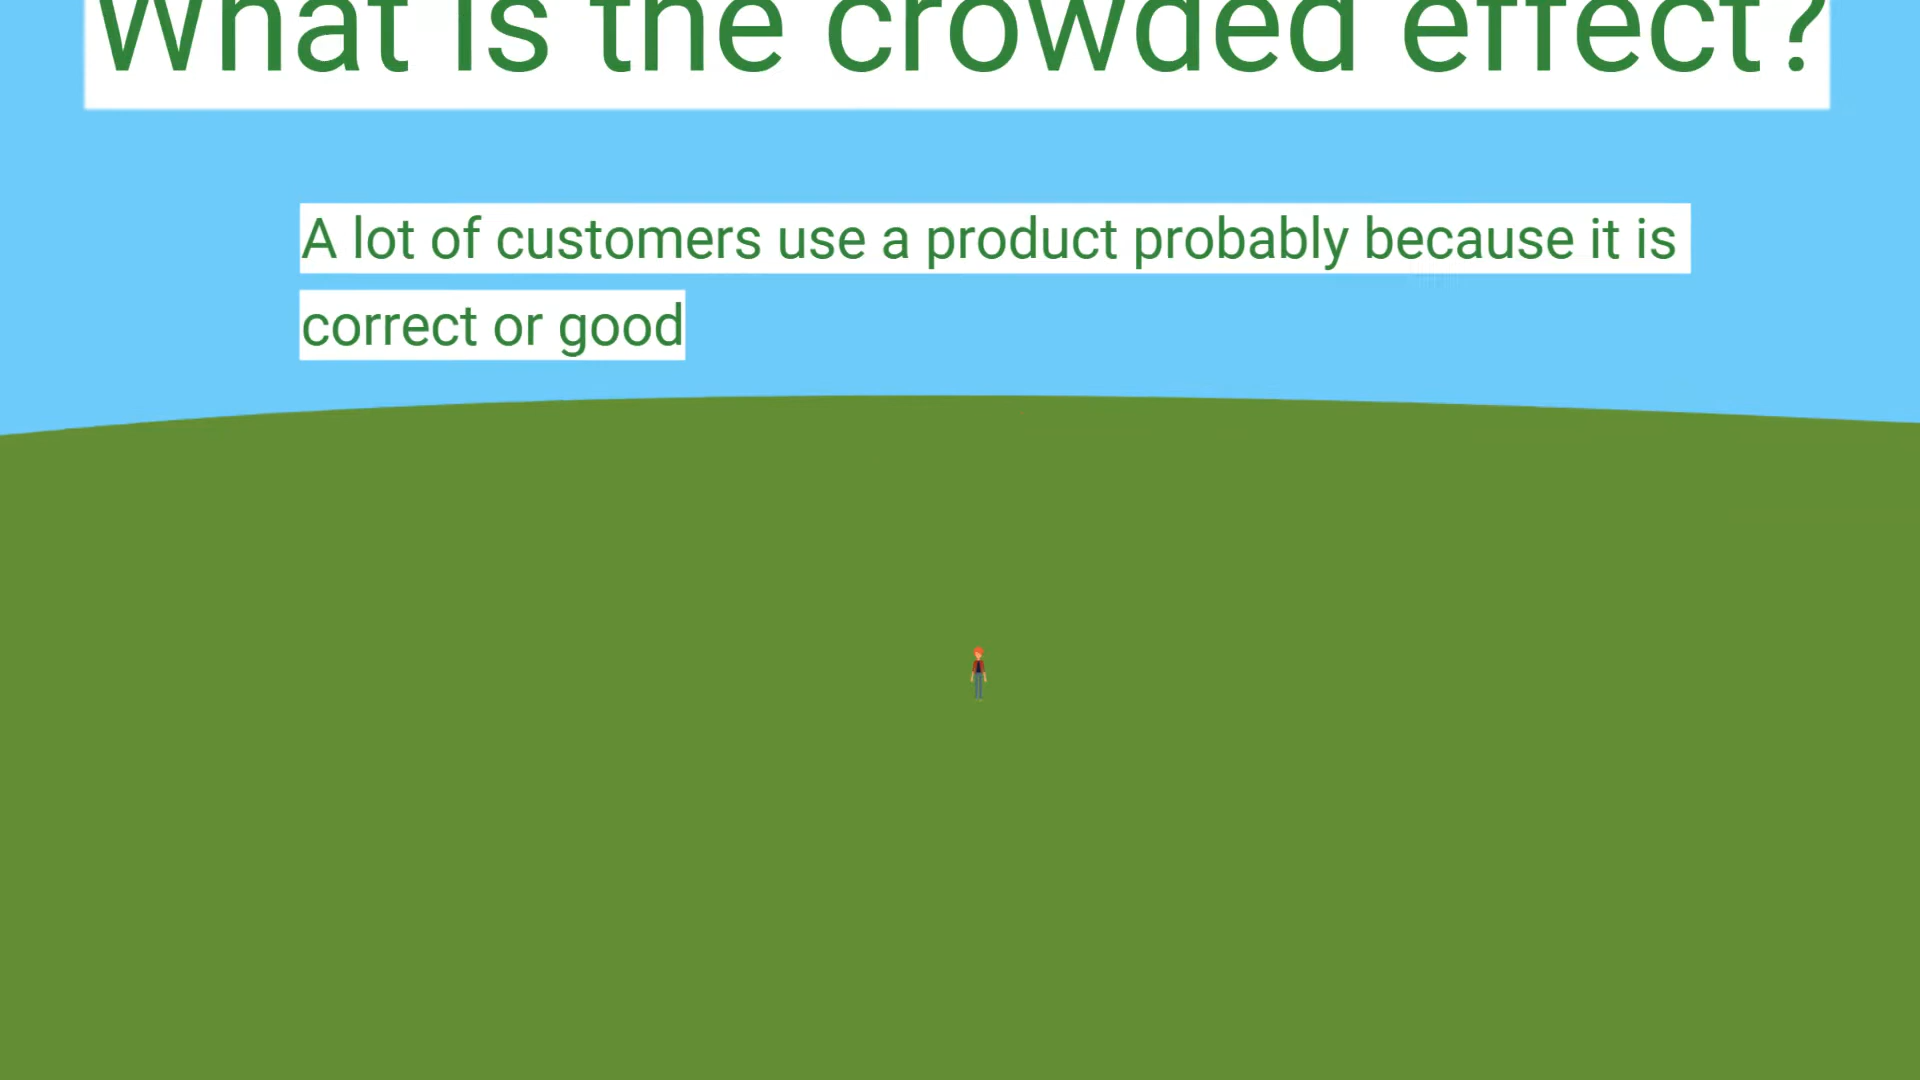 What is the crowded effect?
A lot of customers use a product probably because it is
correct or good